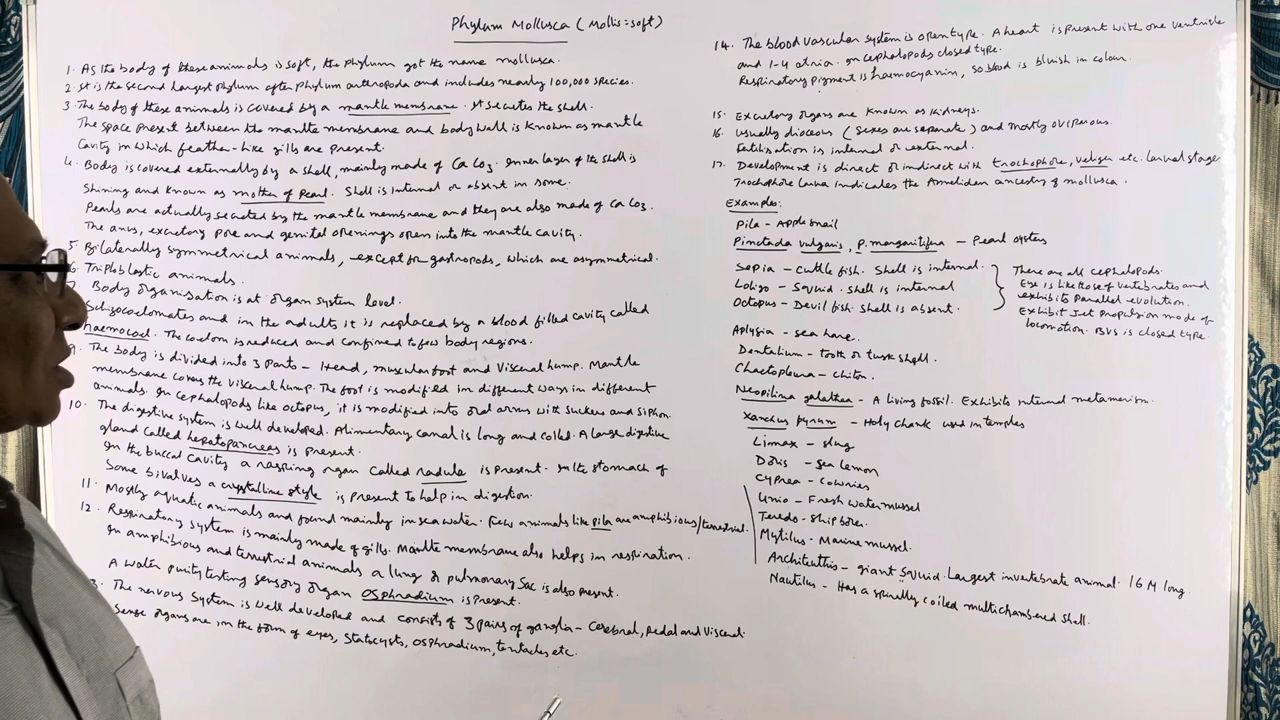 Phylum Mollusca (Mollis=soft)
1. As the body of these animals is soft, the phylum got the name mollusca.
2. It is the second largest phylum after phylum arthropoda and includes nearly 100,000 species.
3. The body of these animals is covered by a mantle membrane. It secretes the shell.
The space present between the mantle membrane and body wall is known as mantle
cavity in which feather-like gills are present.
4. Body is covered externally by a shell, mainly made of CaCO3. Inner layer of the shell is
shining and known as mother of pearl. Shell is internal or absent in some.
Pearls are actually secreted by the mantle membrane and they are also made of CaCO3.
The anus, excretory pore and genital openings open into the mantle cavity.
5. Bilaterally symmetrical animals, except for gastropods, which are asymmetrical.
6. Triploblastic animals.
7. Body organisation is at organ system level.
Schizocoelomates and in the adults it is replaced by a blood filled cavity called
haemocoel. The coelom is reduced and confined to few body regions.
9. The body is divided into 3 parts - Head, muscular foot and Visceral hump. Mantle
membrane covers the visceral hump. The foot is modified in different ways in different
animals. In cephalopods like octopus, it is modified into oral arms with suckers and siphon.
10. The digestive system is well developed. Alimentary canal is long and coiled. A large digestive
gland called hepatopancreas is present.
In the buccal cavity a rasping organ called radula is present. In the stomach of
Some bivalves a crystalline style is present to help in digestion.
11. Mostly aquatic animals and found mainly in sea water. Few animals like pila are amphibious/terrestrial.
12. Respiratory system is mainly made of gills. Mantle membrane also helps in respiration.
In amphibious and terrestrial animals a lung or pulmonary sac is also present.
A water purity testing sensory organ osphradium is present.
3. The nervous system is well developed and consists of 3 pairs of ganglia - Cerebral, pedal and visceral.
Sense organs are in the form of eyes, statocysts, osphradium, tentacles etc.
14. The blood vascular system is open type. A heart is present with one ventricle
and 1-4 atria. In cephalopods closed type.
Respiratory pigment is haemocyanin, so blood is bluish in colour.
15. Excretory organs are known as kidneys.
16. Usually dioecous (sexes are separate) and mostly oviparous.
Fertilisation is internal or external.
17. Development is direct or indirect with trochophore, veliger etc. larval stages
Trochophore larva indicates the Annelidan ancestry of mollusca.
Examples:
Pila - Apple snail
Pinctada vulgaris, p. margaritifera - Pearl oysters
Sepia - Cuttle fish. Shell is internal.
Loligo - Squid. shell is internal
Octopus - Devil fish. shell is absent.
There are all cephalopods.
Eye is like those of vertebrates and
exhibits Parallel evolution.
Exhibit Jet propulsion mode of
locomotion. BVS is closed type.
Aplysia - sea hare.
Dentalium - tooth or tusk shell.
Chaetopleura - chiton.
Neopilina galathea - A living fossil. Exhibits internal metamerism.
Xanchus pyrum - Holy chank used in temples
Limax - slug
Doris - sea lemon
Cyprea - Cowries
Unio - Fresh water mussel
Teredo - Ship borer.
Mytilus - Marine mussel.
Architeuthis - giant squid. Largest invertebrate animal. 16 M long.
Nautilus - Has a spirally coiled multichambered shell.